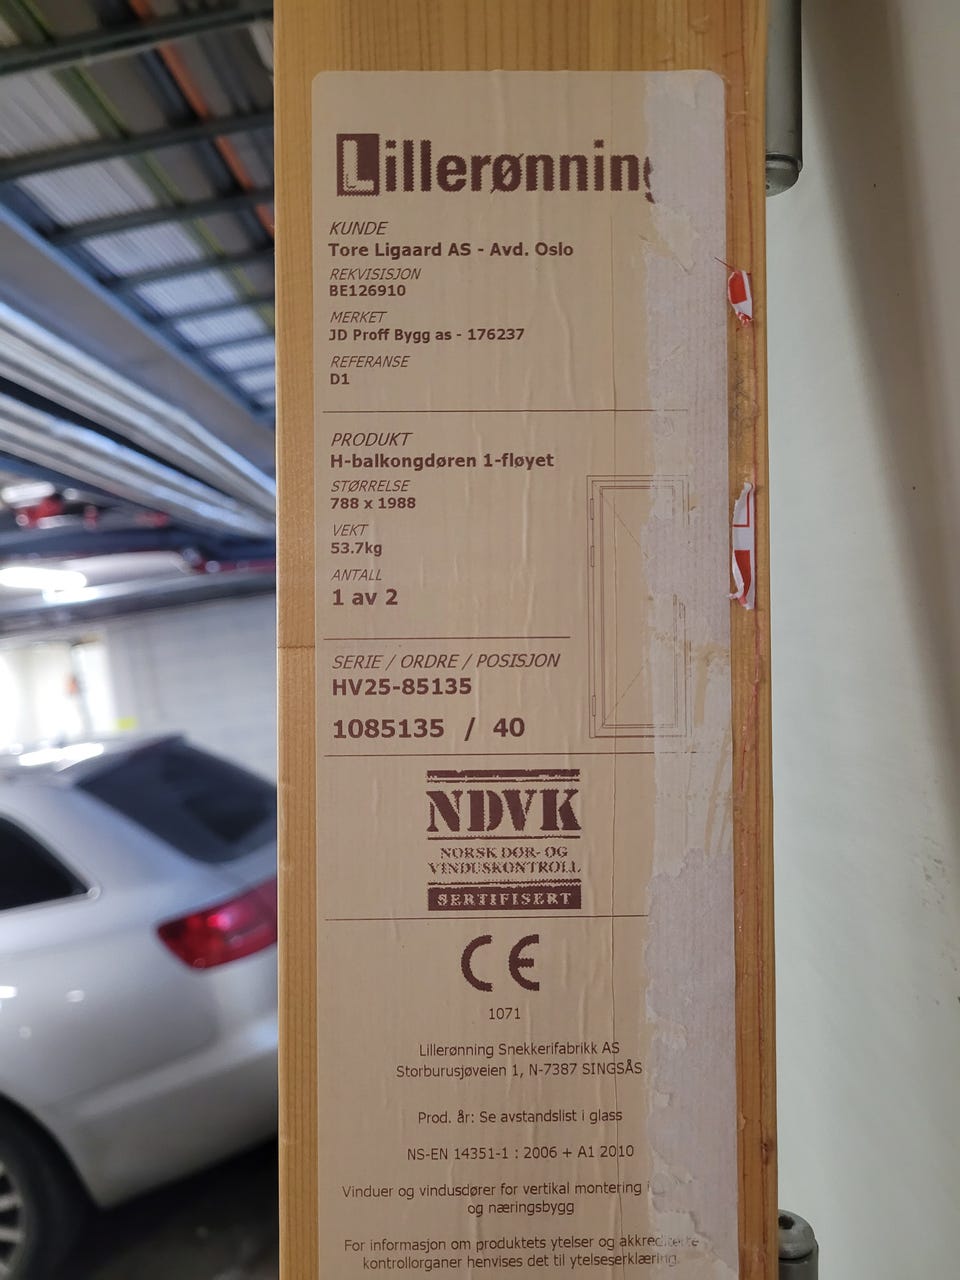 Lillerønning
KUNDE
Tore Ligaard AS - Avd. Oslo
REKVISISJON
BE126910
MERKET
JD Proff Bygg as - 176237
REFERANSE
D1
PRODUKT
H-balkongdøren 1-fløyet
STØRRELSE
788 x 1988
VEKT
53.7kg
ANTALL
1 av 2
SERIE / ORDRE / POSISJON
HV25-85135
1085135 / 40
NDVK
NORSK DØR- OG
VINDUSKONTROLL
SERTIFISERT
CE
1071
Lillerønning Snekkerifabrikk AS
Storburusjøveien 1, N-7387 SINGSÅS
Prod. år: Se avstandslist i glass
NS-EN 14351-1 : 2006 + A1 2010
Vinduer og vindusdører for vertikal montering i
og næringsbygg
For informasjon om produktets ytelser og akkrediterte
kontrollorganer henvises det til ytelseserklæring.